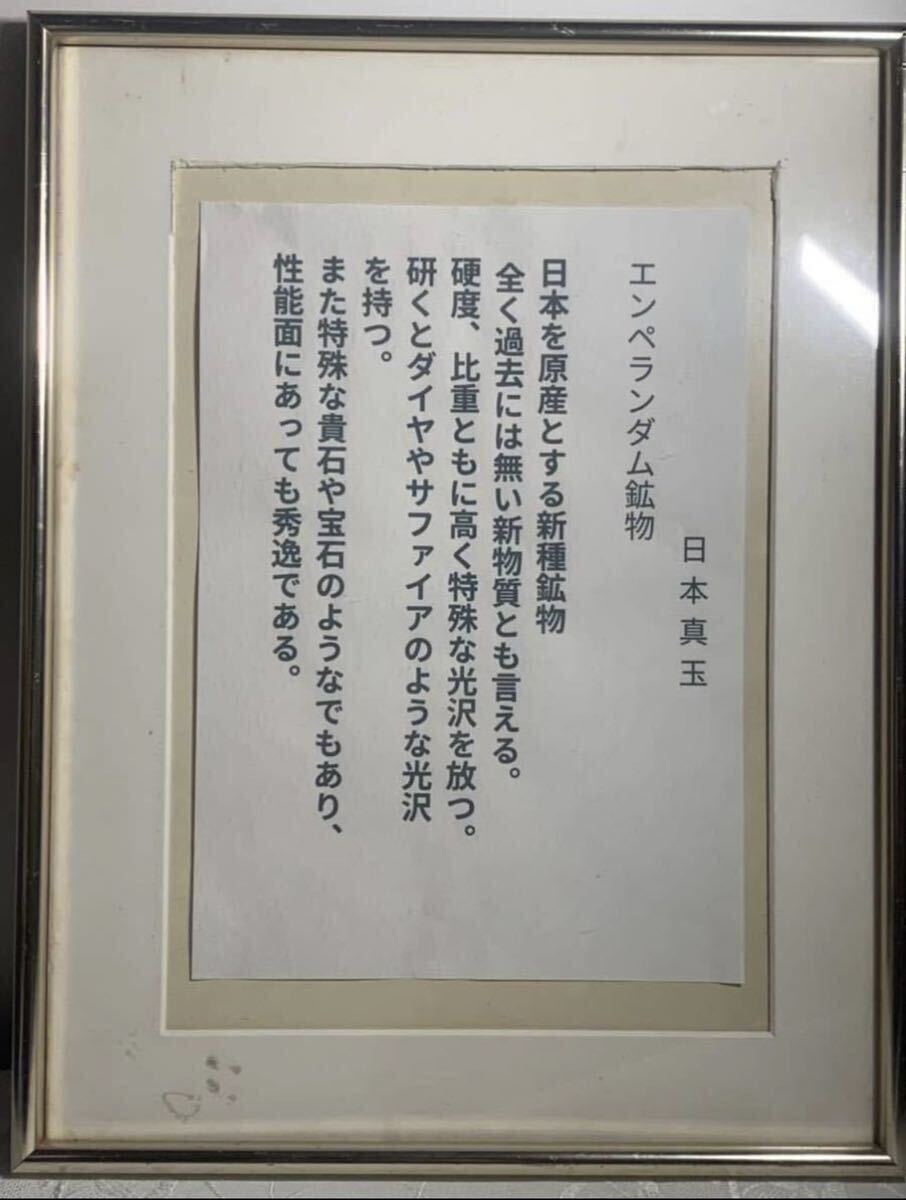 日本真玉
エンペランダム鉱物
日本を原産とする新種鉱物
全く過去には無い新物質とも言える。
硬度、比重ともに高く特殊な光沢を放つ。
研くとダイヤやサファイアのような光沢
を持つ。
また特殊な貴石や宝石のようなでもあり、
性能面にあっても秀逸である。